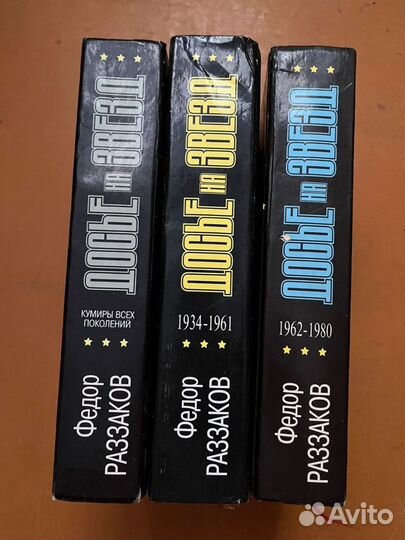 ДОСЬЕ НА ЗВЕЗД
КУМИРЫ ВСЕХ
ПОКОЛЕНИЙ
Федор
РАЗЗАКОВ
ДОСЬЕ НА ЗВЕЗД
1934-1961
Федор
РАЗЗАКОВ
ДОСЬЕ НА ЗВЕЗД
1962-1980
Федор
РАЗЗАКОВ
Avito